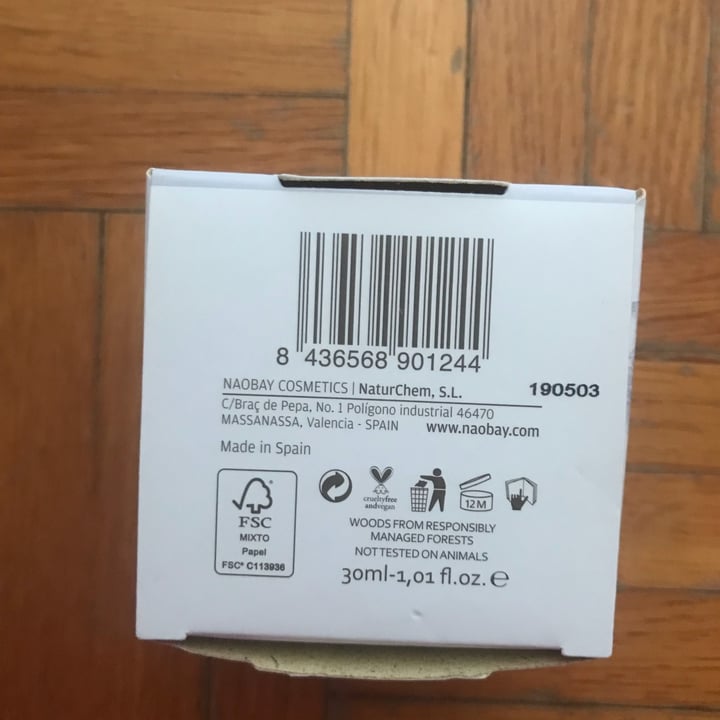 8 436568 901244
NAOBAY COSMETICS | NaturChem, S.L.
190503
C/Braç de Pepa, No. 1 Polígono industrial 46470
MASSANASSA, Valencia - SPAIN www.naobay.com
Made in Spain
FSC
MIXTO
Papel
FSC® C113936
crueltyfree
andvegan
12M
WOODS FROM RESPONSIBLY
MANAGED FORESTS
NOT TESTED ON ANIMALS
30ml-1,01 fl.oz. ℮